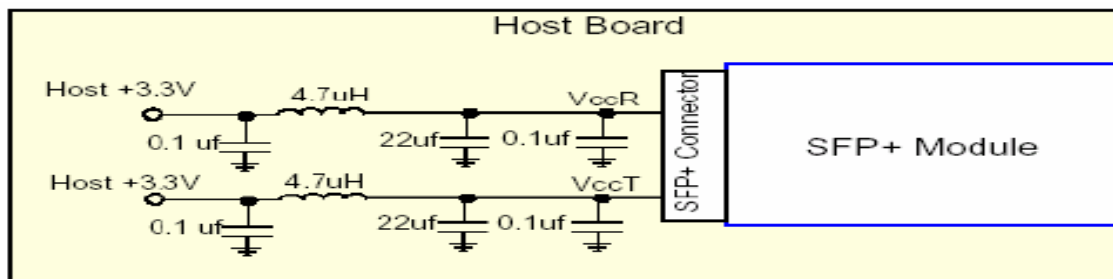 Host Board
Host +3.3V
4.7uH
VccR
0.1 uf
22uf
0.1uf
Host +3.3V
4.7uH
VccT
0.1 uf
22uf
0.1uf
SFP+ Connector
SFP+ Module